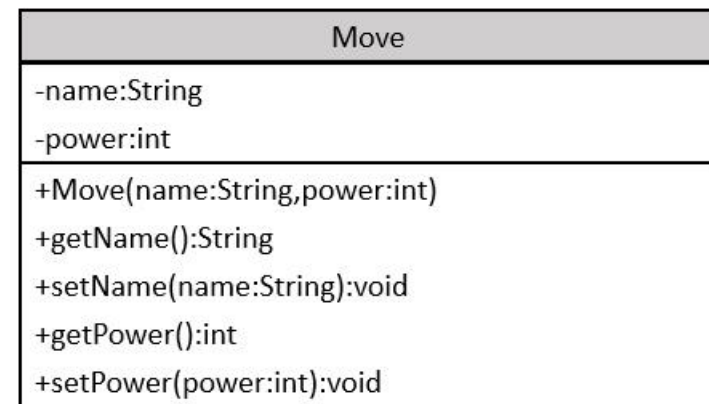 Move
-name:String
-power:int
+Move(name:String,power:int)
+getName():String
+setName(name:String):void
+getPower():int
+setPower(power:int):void